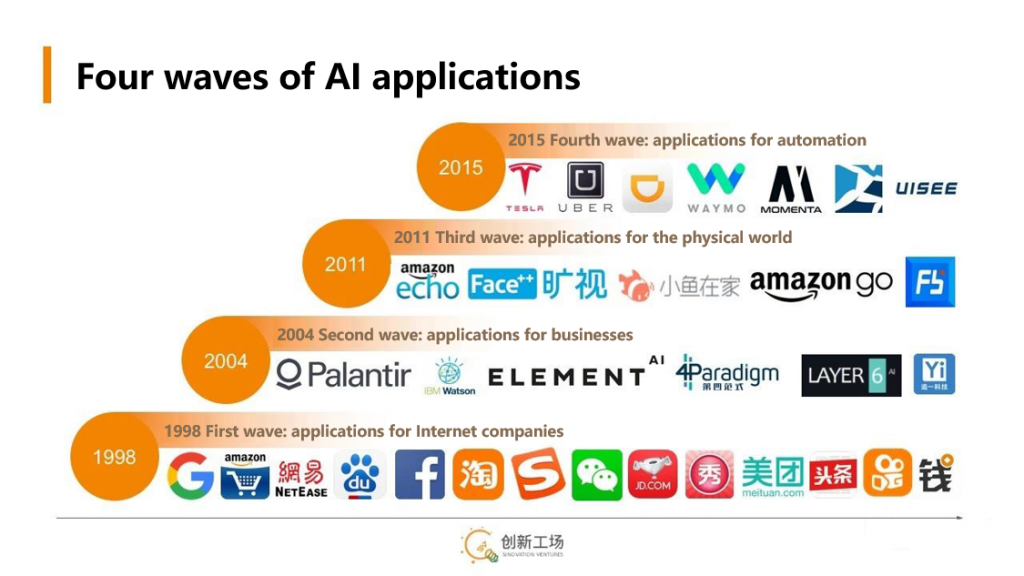 Four waves of AI applications
2015
2015 Fourth wave: applications for automation
TESLA
UBER
WAYMO
MOMENTA
UISEE
2011
2011 Third wave: applications for the physical world
amazon
echo
Face++ 旷视
小鱼在家
amazon go
F5
2004
2004 Second wave: applications for businesses
Palantir
IBM Watson
ELEMENT AI
4Paradigm
第四范式
LAYER 6 AI
Yi
1998
1998 First wave: applications for Internet companies
G
amazon
網易
NETEASE
du
f
淘
S
JD.COM
秀
美团
meituan.com
头条
钱
创新工场
SINOVATION VENTURES